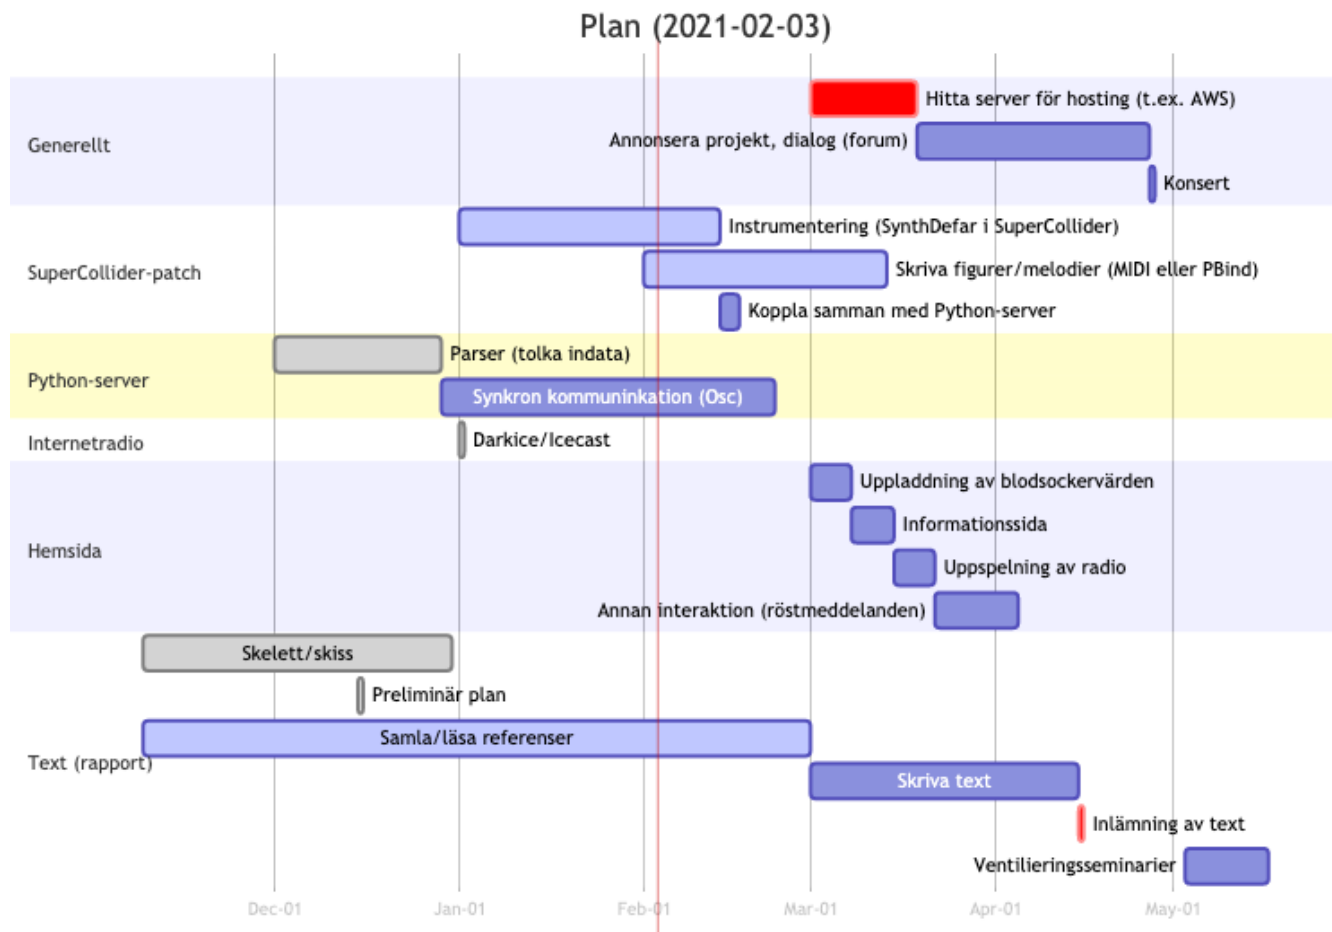 Plan (2021-02-03)
Generellt
Hitta server för hosting (t.ex. AWS)
Annonsera projekt, dialog (forum)
Konsert
SuperCollider-patch
Instrumentering (SynthDefar i SuperCollider)
Skriva figurer/melodier (MIDI eller PBind)
Koppla samman med Python-server
Python-server
Parser (tolka indata)
Synkron kommuninkation (Osc)
Internetradio
Darkice/Icecast
Hemsida
Uppladdning av blodsockervärden
Informationssida
Uppspelning av radio
Annan interaktion (röstmeddelanden)
Text (rapport)
Skelett/skiss
Preliminär plan
Samla/läsa referenser
Skriva text
Inlämning av text
Ventilieringsseminarier
Dec-01
Jan-01
Feb-01
Mar-01
Apr-01
May-01